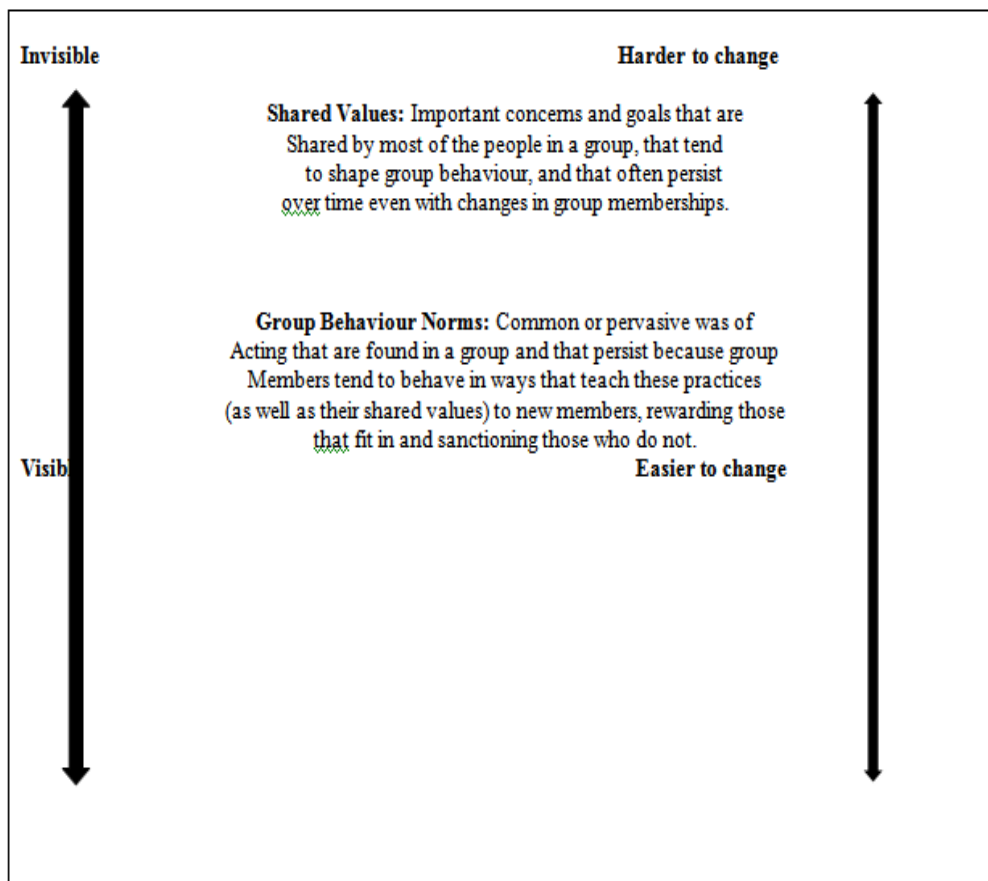 Invisible Harder to change
Shared Values: Important concerns and goals that are
Shared by most of the people in a group, that tend
to shape group behaviour, and that often persist
over time even with changes in group memberships.
Group Behaviour Norms: Common or pervasive was of
Acting that are found in a group and that persist because group
Members tend to behave in ways that teach these practices
(as well as their shared values) to new members, rewarding those
that fit in and sanctioning those who do not.
Easier to change